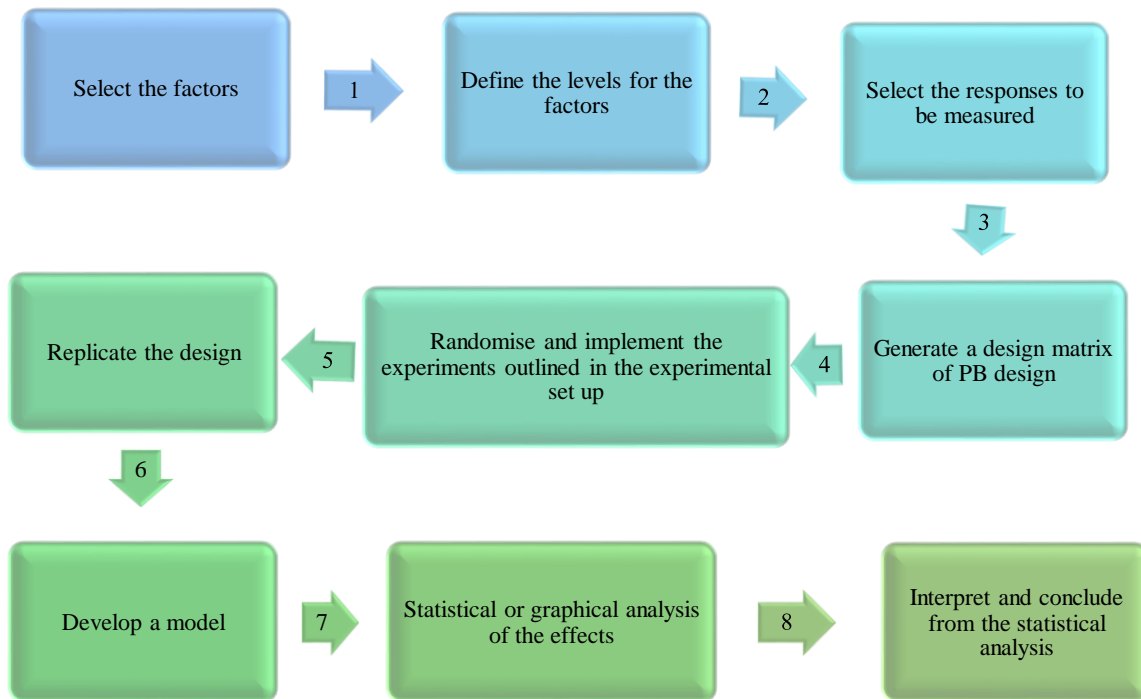 Select the factors
1
Define the levels for the
factors
2
Select the responses to
be measured
3
Generate a design matrix
of PB design
4
Randomise and implement the
experiments outlined in the experimental
set up
5
Replicate the design
6
Develop a model
7
Statistical or graphical analysis
of the effects
8
Interpret and conclude
from the statistical
analysis